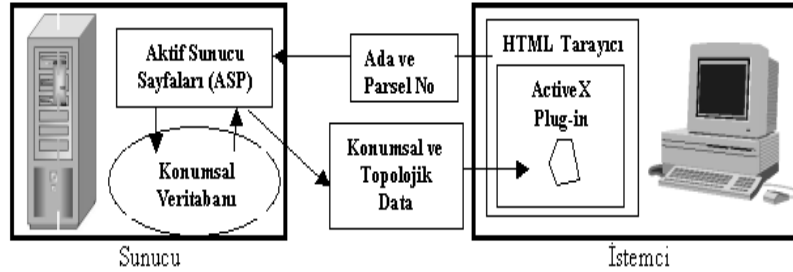 Aktif Sunucu
Sayfaları (ASP)
Konumsal
Veritabanı
Ada ve
Parsel No
Konumsal ve
Topolojik
Data
HTML Tarayıcı
ActiveX
Plug-in
Sunucu
İstemci